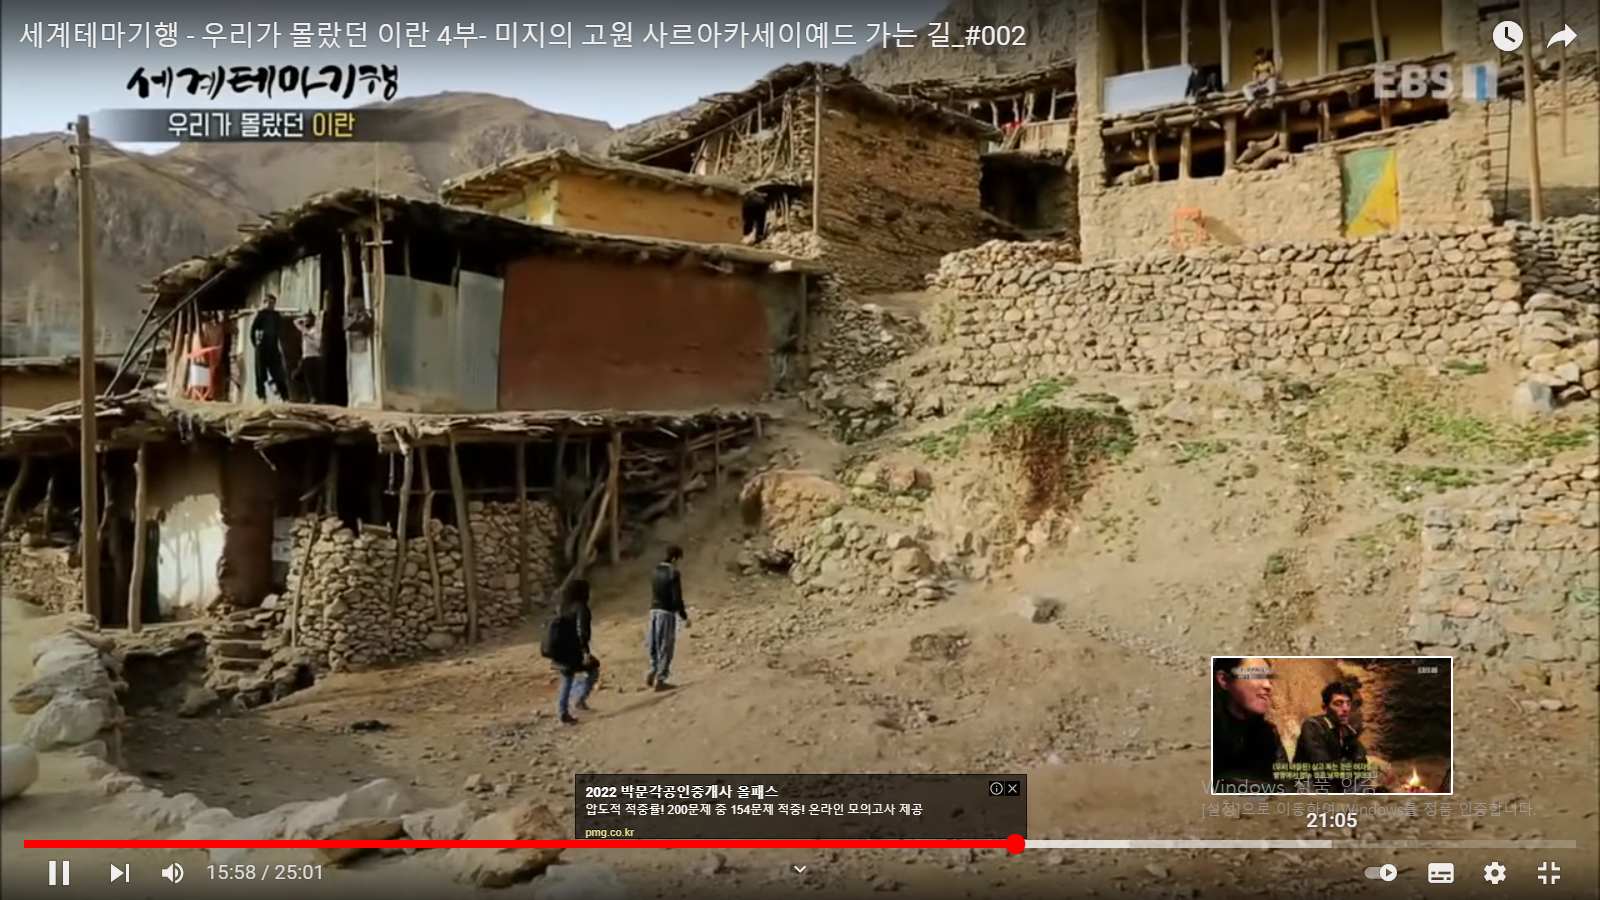 세계테마기행 - 우리가 몰랐던 이란 4부- 미지의 고원 사르아카세이예드 가는 길_#002
세계테마기행
EBS 1
우리가 몰랐던 이란
2022 박문각공인중개사 올패스
압도적 적중률! 200문제 중 154문제 적중! 온라인 모의고사 제공
pmg.co.kr
Windows 정품 인증
[설정]으로 이동하여 Windows를 정품 인증합니다.
21:05
15:58 / 25:01